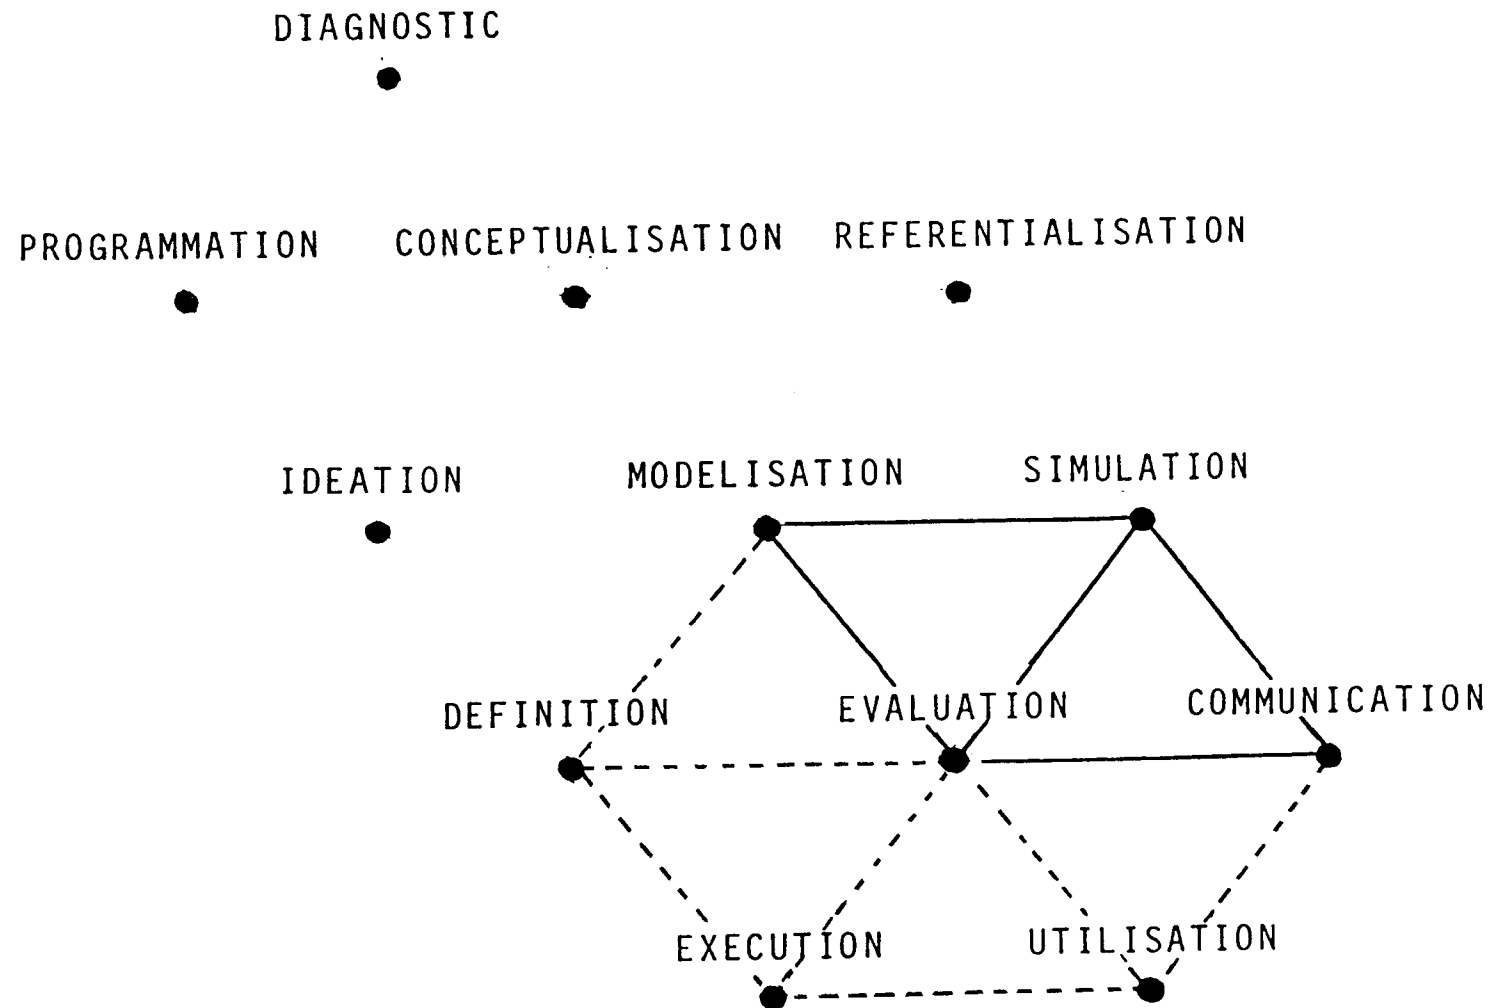 DIAGNOSTIC
PROGRAMMATION CONCEPTUALISATION REFERENTIALISATION
IDEATION MODELISATION SIMULATION
DEFINITION EVALUATION COMMUNICATION
EXECUTION UTILISATION